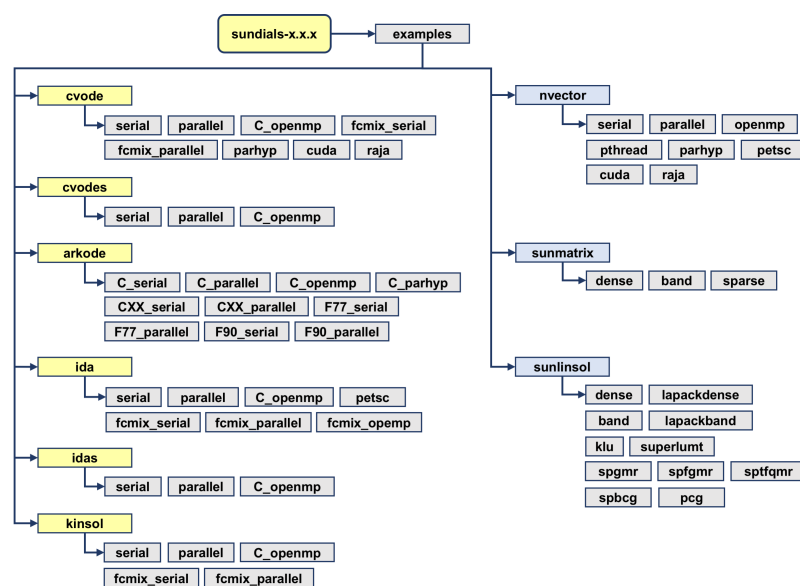 sundials-x.x.x examples
cvode
serial parallel C_openmp fcmix_serial
fcmix_parallel parhyp cuda raja
cvodes
serial parallel C_openmp
arkode
C_serial C_parallel C_openmp C_parhyp
CXX_serial CXX_parallel F77_serial
F77_parallel F90_serial F90_parallel
ida
serial parallel C_openmp petsc
fcmix_serial fcmix_parallel fcmix_opemp
idas
serial parallel C_openmp
kinsol
serial parallel C_openmp
fcmix_serial fcmix_parallel
nvector
serial parallel openmp
pthread parhyp petsc
cuda raja
sunmatrix
dense band sparse
sunlinsol
dense lapackdense
band lapackband
klu superlumt
spgmr spfgmr sptfqmr
spbcg pcg